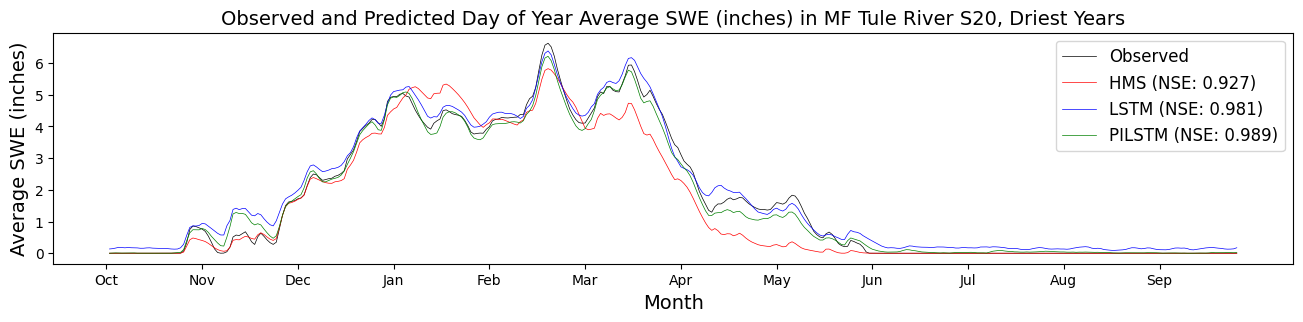 Observed and Predicted Day of Year Average SWE (inches) in MF Tule River S20, Driest Years
Average SWE (inches)
6
5
4
3
2
1
0
Observed
HMS (NSE: 0.927)
LSTM (NSE: 0.981)
PILSTM (NSE: 0.989)
Oct Nov Dec Jan Feb Mar Apr May Jun Jul Aug Sep
Month